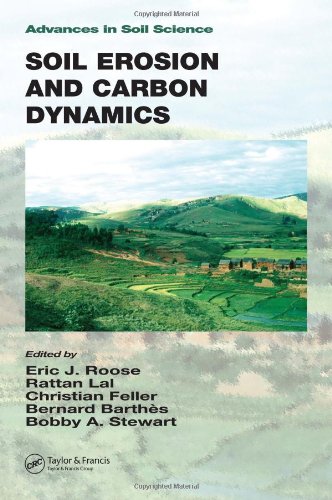 Advances in Soil Science
SOIL EROSION
AND CARBON
DYNAMICS
Edited by
Eric J. Roose
Rattan Lal
Christian Feller
Bernard Barthès
Bobby A. Stewart
CRC
Taylor & Francis
Taylor & Francis Group